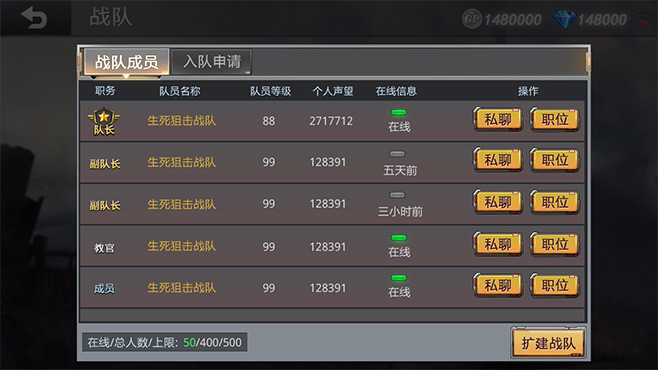 战队 1480000 148000
战队成员 入队申请
职务 队员名称 队员等级 个人声望 在线信息 操作
队长 生死狙击战队 88 2717712 在线 私聊 职位
副队长 生死狙击战队 99 128391 五天前 私聊 职位
副队长 生死狙击战队 99 128391 三小时前 私聊 职位
教官 生死狙击战队 99 128391 在线 私聊 职位
成员 生死狙击战队 99 128391 在线 私聊 职位
在线/总人数/上限: 50/400/500 扩建战队